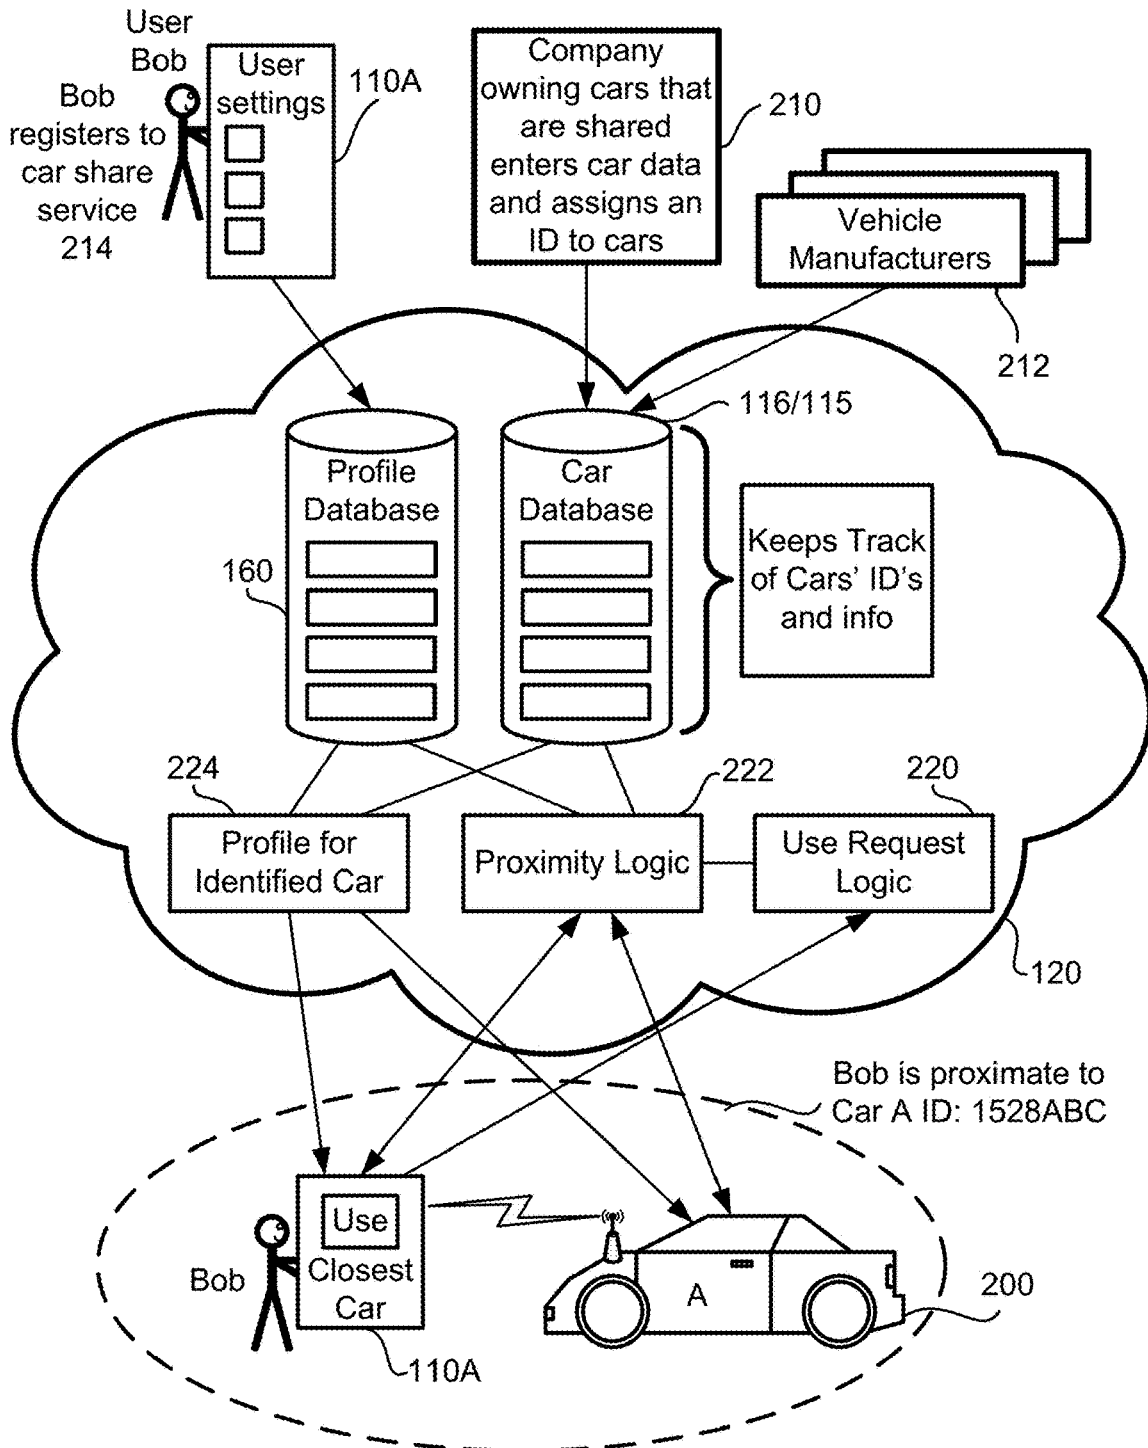 User
Bob
Bob
registers to
car share
service
214
User
settings
110A
Company
owning cars that
are shared
enters car data
and assigns an
ID to cars
210
Vehicle
Manufacturers
212
116/115
Profile
Database
Car
Database
160
Keeps Track
of Cars' ID's
and info
224
222
220
Profile for
Identified Car
Proximity Logic
Use Request
Logic
120
Bob is proximate to
Car A ID: 1528ABC
Use
Closest
Car
Bob
A
200
110A